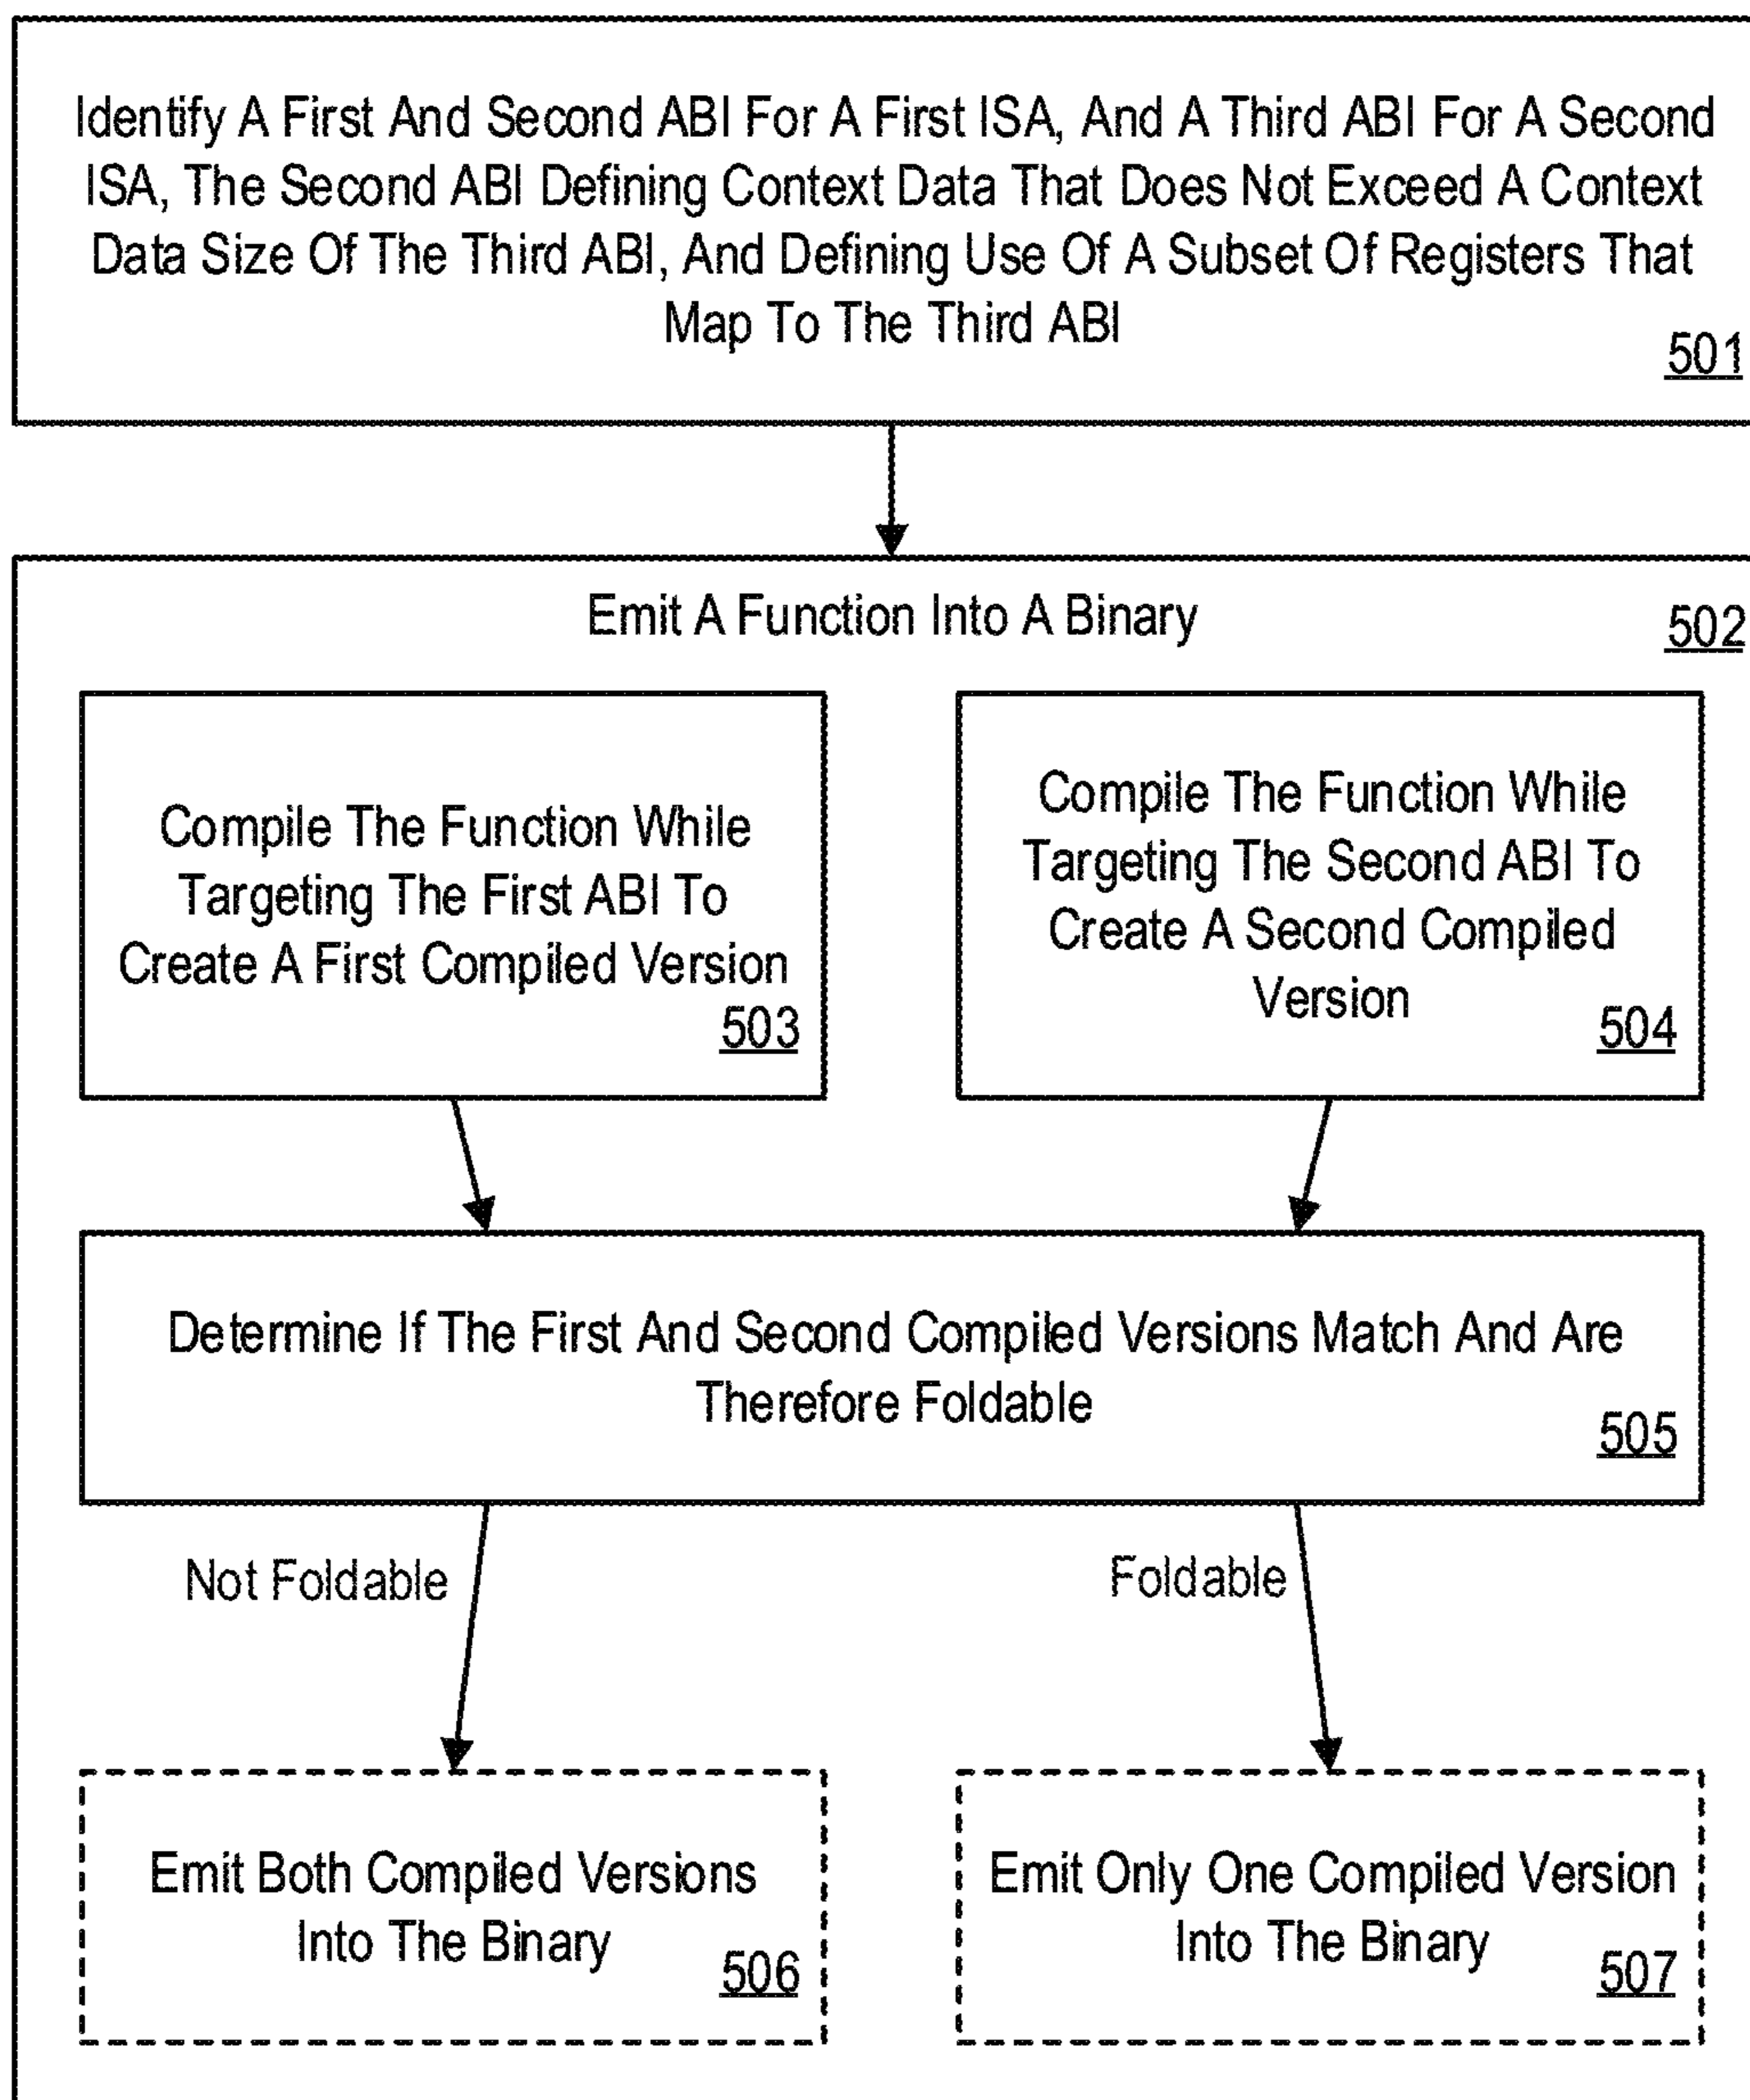 Identify A First And Second ABI For A First ISA, And A Third ABI For A Second
ISA, The Second ABI Defining Context Data That Does Not Exceed A Context
Data Size Of The Third ABI, And Defining Use Of A Subset Of Registers That
Map To The Third ABI
501
Emit A Function Into A Binary
502
Compile The Function While
Targeting The First ABI To
Create A First Compiled Version
503
Compile The Function While
Targeting The Second ABI To
Create A Second Compiled
Version
504
Determine If The First And Second Compiled Versions Match And Are
Therefore Foldable
505
Not Foldable
Foldable
Emit Both Compiled Versions
Into The Binary
506
Emit Only One Compiled Version
Into The Binary
507